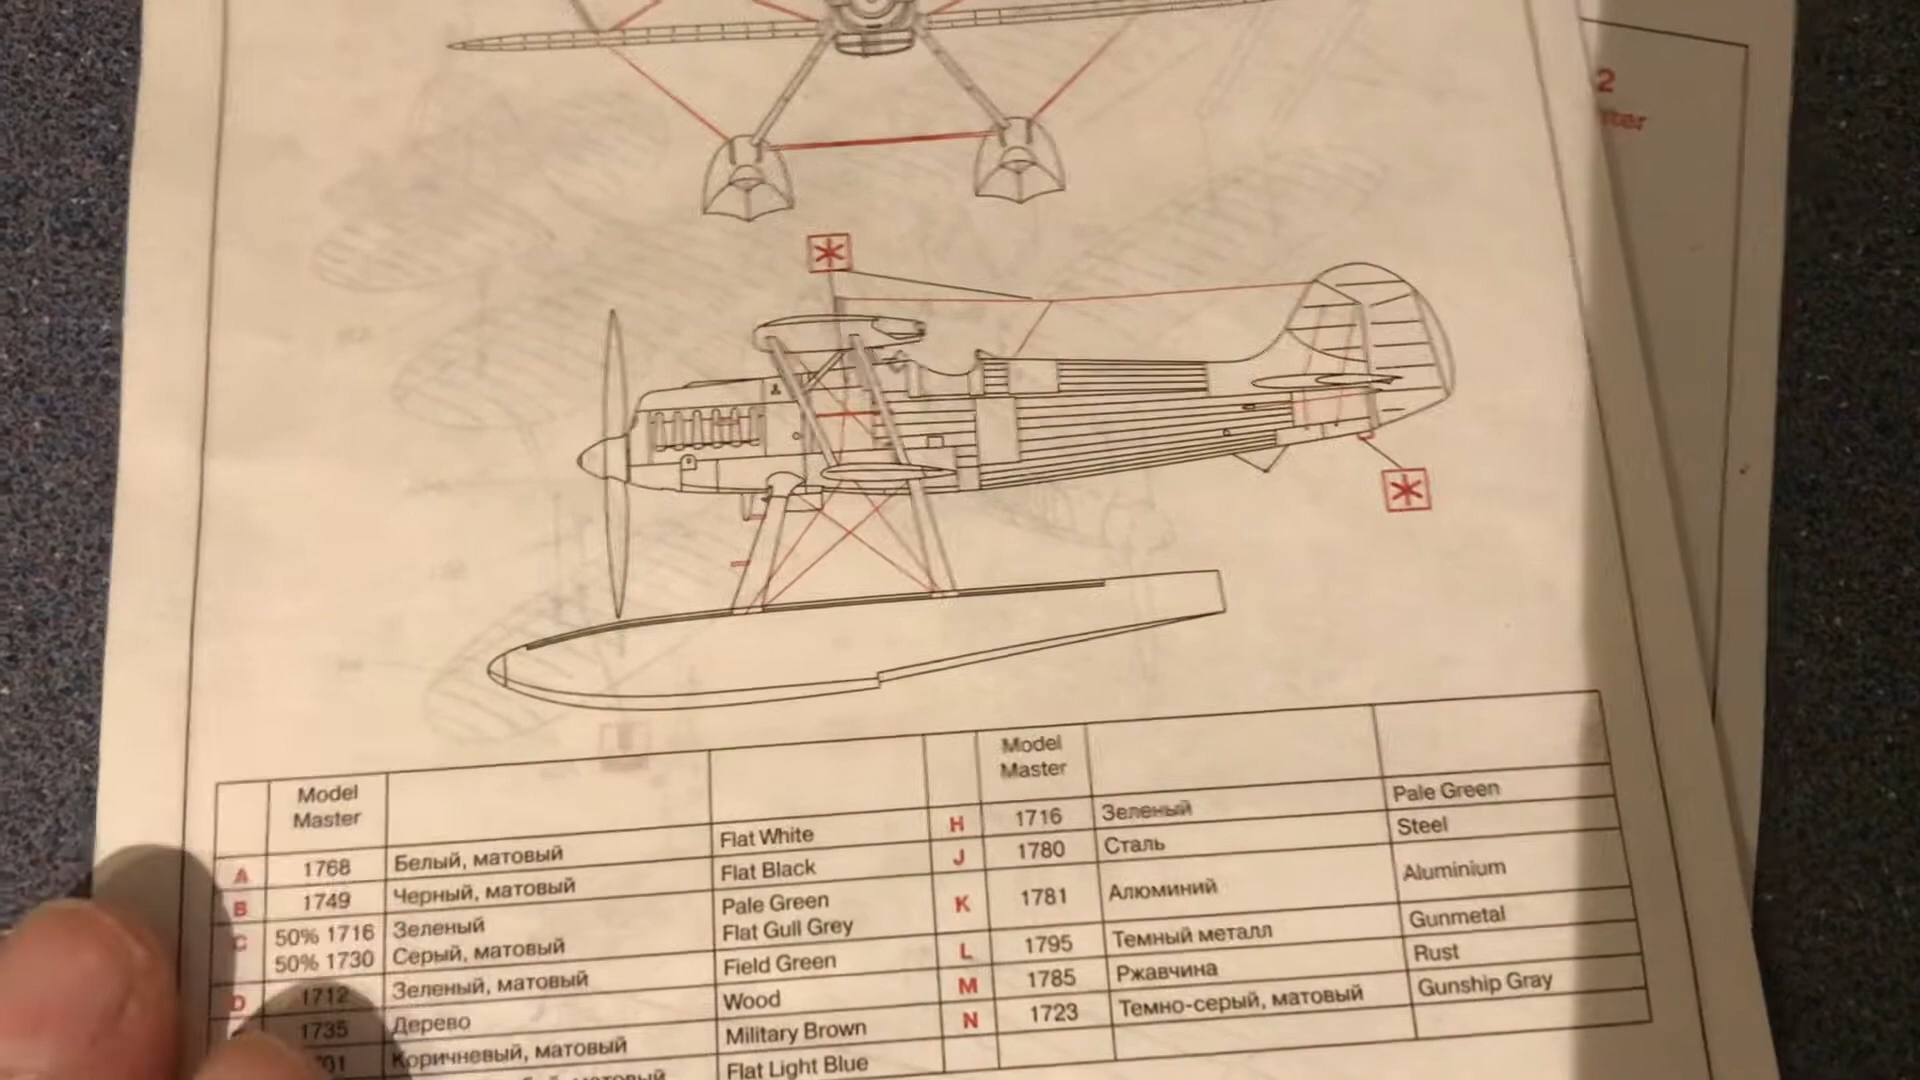 2
Model
Master
Model
Master
A 1768 Белый, матовый Flat White
B 1749 Черный, матовый Flat Black
C 50% 1716 Зеленый Pale Green
50% 1730 Серый, матовый Flat Gull Grey
D 1712 Зеленый, матовый Field Green
1735 Дерево Wood
Коричневый, матовый Military Brown
матовый Flat Light Blue
H 1716 Зеленый Pale Green
J 1780 Сталь Steel
K 1781 Алюминий Aluminium
L 1795 Темный металл Gunmetal
M 1785 Ржавчина Rust
N 1723 Темно-серый, матовый Gunship Gray